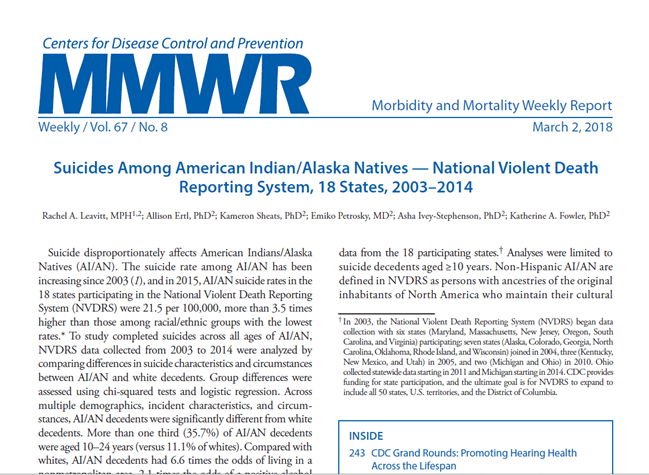 Centers for Disease Control and Prevention
MMWR
Morbidity and Mortality Weekly Report
Weekly / Vol. 67 / No. 8
March 2, 2018
Suicides Among American Indian/Alaska Natives — National Violent Death
Reporting System, 18 States, 2003–2014
Rachel A. Leavitt, MPH1,2; Allison Ertl, PhD2; Kameron Sheats, PhD2; Emiko Petrosky, MD2; Asha Ivey-Stephenson, PhD2; Katherine A. Fowler, PhD2
Suicide disproportionately affects American Indians/Alaska
Natives (AI/AN). The suicide rate among AI/AN has been
increasing since 2003 (1), and in 2015, AI/AN suicide rates in the
18 states participating in the National Violent Death Reporting
System (NVDRS) were 21.5 per 100,000, more than 3.5 times
higher than those among racial/ethnic groups with the lowest
rates.* To study completed suicides across all ages of AI/AN,
NVDRS data collected from 2003 to 2014 were analyzed by
comparing differences in suicide characteristics and circumstances
between AI/AN and white decedents. Group differences were
assessed using chi-squared tests and logistic regression. Across
multiple demographics, incident characteristics, and circum-
stances, AI/AN decedents were significantly different from white
decedents. More than one third (35.7%) of AI/AN decedents
were aged 10–24 years (versus 11.1% of whites). Compared with
whites, AI/AN decedents had 6.6 times the odds of living in a
nonmetropolitan area, 2.1 times the odds of a positive alcohol
data from the 18 participating states.† Analyses were limited to
suicide decedents aged ≥10 years. Non-Hispanic AI/AN are
defined in NVDRS as persons with ancestries of the original
inhabitants of North America who maintain their cultural
† In 2003, the National Violent Death Reporting System (NVDRS) began data
collection with six states (Maryland, Massachusetts, New Jersey, Oregon, South
Carolina, and Virginia) participating; seven states (Alaska, Colorado, Georgia, North
Carolina, Oklahoma, Rhode Island, and Wisconsin) joined in 2004, three (Kentucky,
New Mexico, and Utah) in 2005, and two (Michigan and Ohio) in 2010. Ohio
collected statewide data starting in 2011 and Michigan starting in 2014. CDC provides
funding for state participation, and the ultimate goal is for NVDRS to expand to
include all 50 states, U.S. territories, and the District of Columbia.
INSIDE
243 CDC Grand Rounds: Promoting Hearing Health
Across the Lifespan